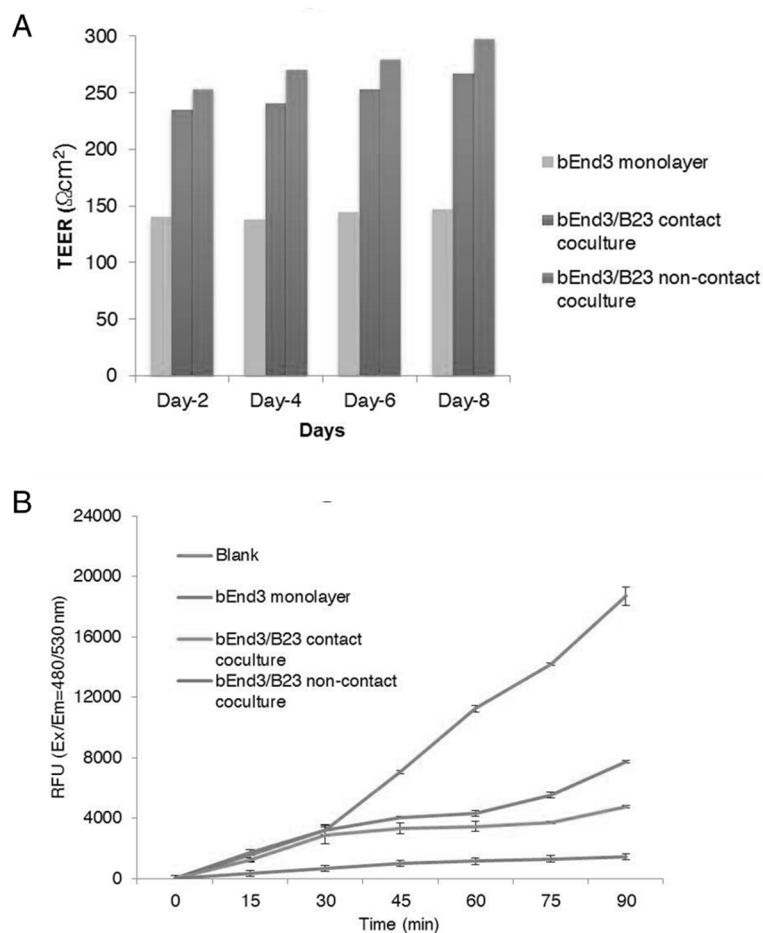 A
300
250
200
150
100
50
0
TEER (Ωcm²)
Day-2 Day-4 Day-6 Day-8
Days
bEnd3 monolayer
bEnd3/B23 contact
coculture
bEnd3/B23 non-contact
coculture
B
24000
20000
16000
12000
8000
4000
0
RFU (Ex/Em=480/530nm)
Blank
bEnd3 monolayer
bEnd3/B23 contact
coculture
bEnd3/B23 non-contact
coculture
0 15 30 45 60 75 90
Time (min)